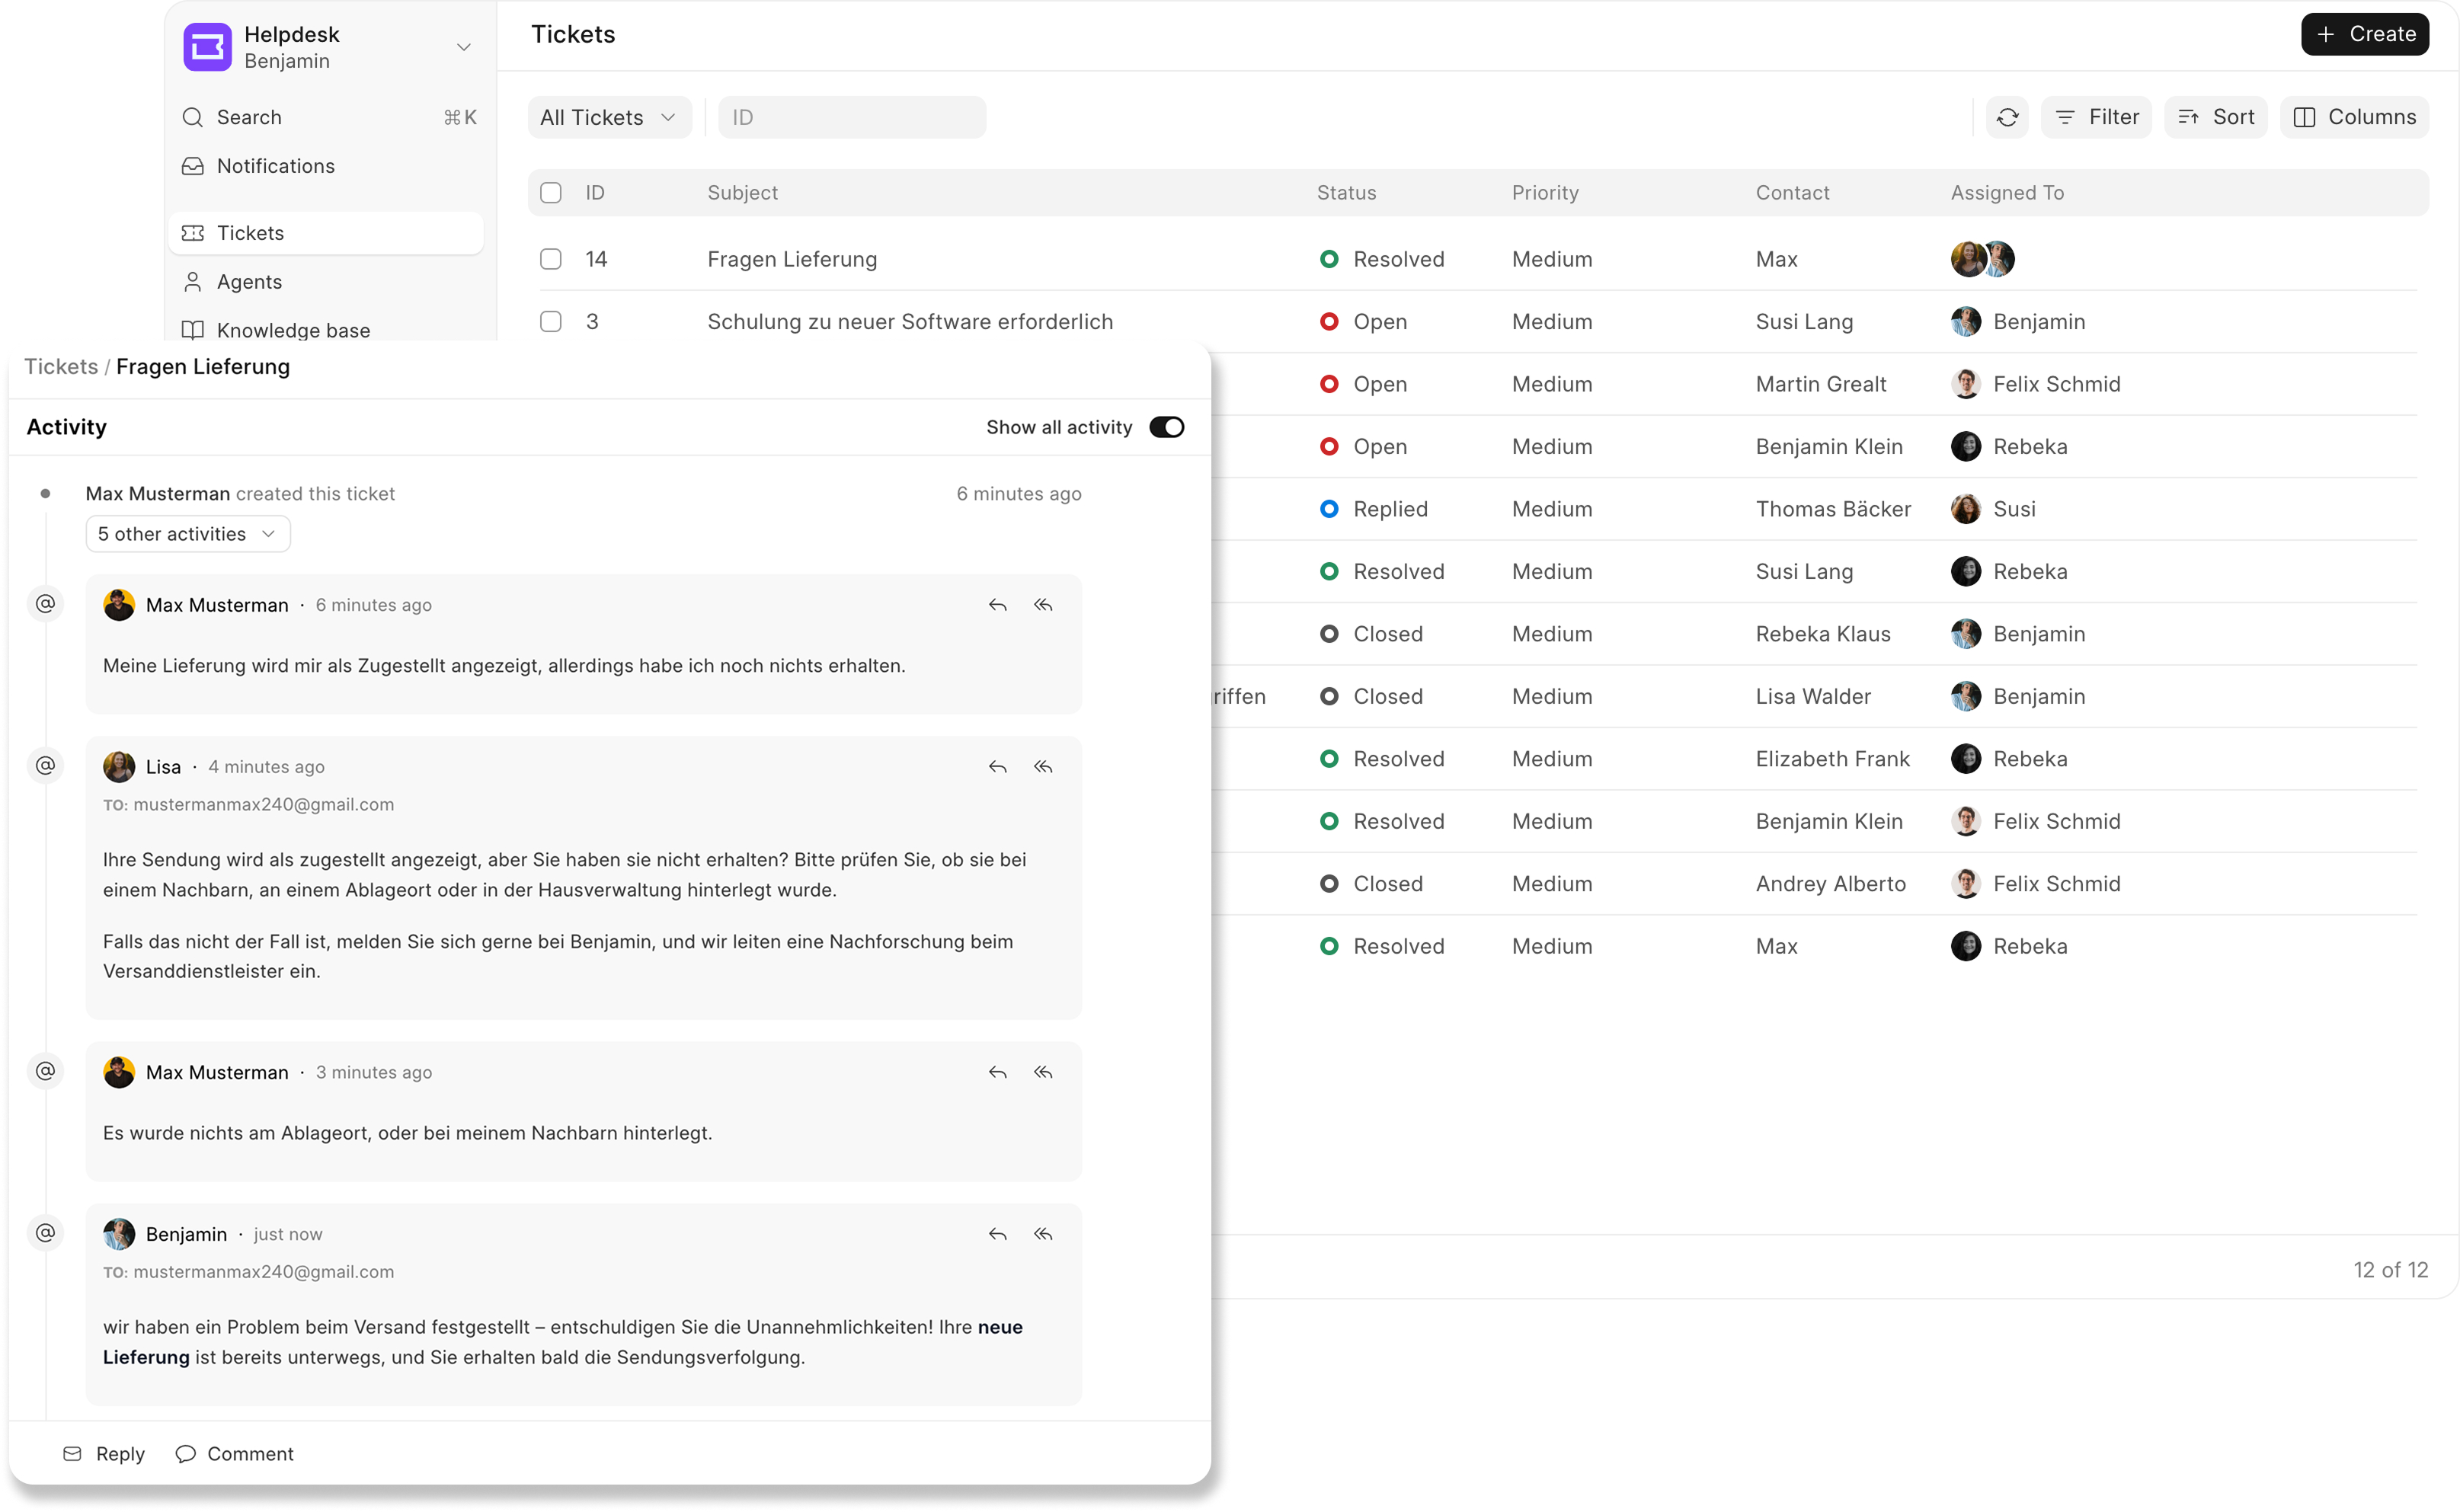 Helpdesk
Benjamin
Search ⌘K
Notifications
Tickets
Agents
Knowledge base
Tickets
+ Create
All Tickets
ID
Filter
Sort
Columns
ID Subject Status Priority Contact Assigned To
14 Fragen Lieferung Resolved Medium Max
3 Schulung zu neuer Software erforderlich Open Medium Susi Lang Benjamin
Open Medium Martin Grealt Felix Schmid
Open Medium Benjamin Klein Rebeka
Replied Medium Thomas Bäcker Susi
Resolved Medium Susi Lang Rebeka
Closed Medium Rebeka Klaus Benjamin
Closed Medium Lisa Walder Benjamin
Resolved Medium Elizabeth Frank Rebeka
Resolved Medium Benjamin Klein Felix Schmid
Closed Medium Andrey Alberto Felix Schmid
Resolved Medium Max Rebeka
12 of 12
Tickets / Fragen Lieferung
Activity
Show all activity
Max Musterman created this ticket 6 minutes ago
5 other activities
@ Max Musterman · 6 minutes ago
Meine Lieferung wird mir als Zugestellt angezeigt, allerdings habe ich noch nichts erhalten.
@ Lisa · 4 minutes ago
TO: mustermanmax240@gmail.com
Ihre Sendung wird als zugestellt angezeigt, aber Sie haben sie nicht erhalten? Bitte prüfen Sie, ob sie bei
einem Nachbarn, an einem Ablageort oder in der Hausverwaltung hinterlegt wurde.
Falls das nicht der Fall ist, melden Sie sich gerne bei Benjamin, und wir leiten eine Nachforschung beim
Versanddienstleister ein.
@ Max Musterman · 3 minutes ago
Es wurde nichts am Ablageort, oder bei meinem Nachbarn hinterlegt.
@ Benjamin · just now
TO: mustermanmax240@gmail.com
wir haben ein Problem beim Versand festgestellt – entschuldigen Sie die Unannehmlichkeiten! Ihre neue
Lieferung ist bereits unterwegs, und Sie erhalten bald die Sendungsverfolgung.
Reply
Comment